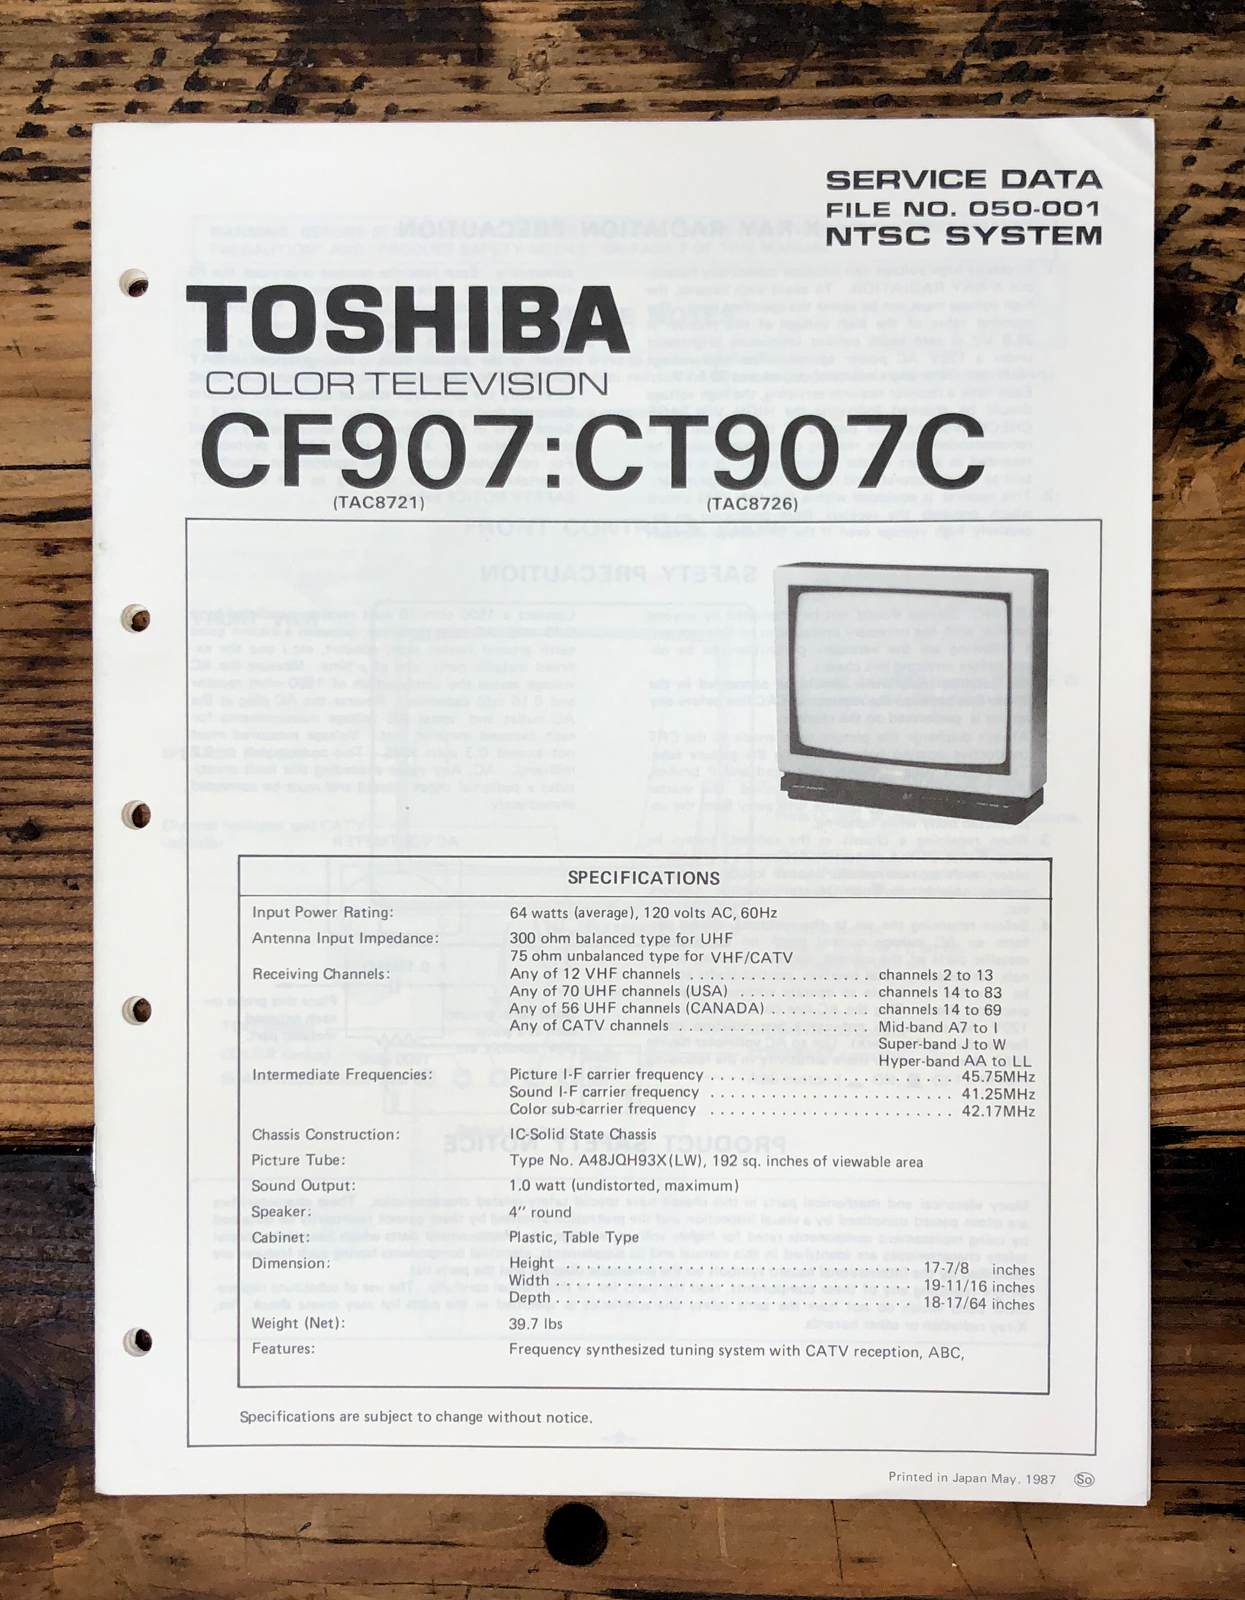 SERVICE DATA
FILE NO. 050-001
NTSC SYSTEM
TOSHIBA
COLOR TELEVISION
CF907:CT907C
(TAC8721) (TAC8726)
SPECIFICATIONS
Input Power Rating: 64 watts (average), 120 volts AC, 60Hz
Antenna Input Impedance: 300 ohm balanced type for UHF
75 ohm unbalanced type for VHF/CATV
Receiving Channels: Any of 12 VHF channels . . . . . . . . . . . . . . . . . . channels 2 to 13
Any of 70 UHF channels (USA) . . . . . . . . . . . . . channels 14 to 83
Any of 56 UHF channels (CANADA) . . . . . . . . . . channels 14 to 69
Any of CATV channels . . . . . . . . . . . . . . . . . . . Mid-band A7 to I
Super-band J to W
Hyper-band AA to LL
Intermediate Frequencies: Picture I-F carrier frequency . . . . . . . . . . . . . . . . . . . . . . . . 45.75MHz
Sound I-F carrier frequency . . . . . . . . . . . . . . . . . . . . . . . . 41.25MHz
Color sub-carrier frequency . . . . . . . . . . . . . . . . . . . . . . . . 42.17MHz
Chassis Construction: IC-Solid State Chassis
Picture Tube: Type No. A48JQH93X(LW), 192 sq. inches of viewable area
Sound Output: 1.0 watt (undistorted, maximum)
Speaker: 4'' round
Cabinet: Plastic, Table Type
Dimension: Height . . . . . . . . . . . . . . . . . . . . . . . . . . . . 17-7/8 inches
Width . . . . . . . . . . . . . . . . . . . . . . . . . . . . 19-11/16 inches
Depth . . . . . . . . . . . . . . . . . . . . . . . . . . . . 18-17/64 inches
Weight (Net): 39.7 lbs
Features: Frequency synthesized tuning system with CATV reception, ABC,
Specifications are subject to change without notice.
Printed in Japan May. 1987 So